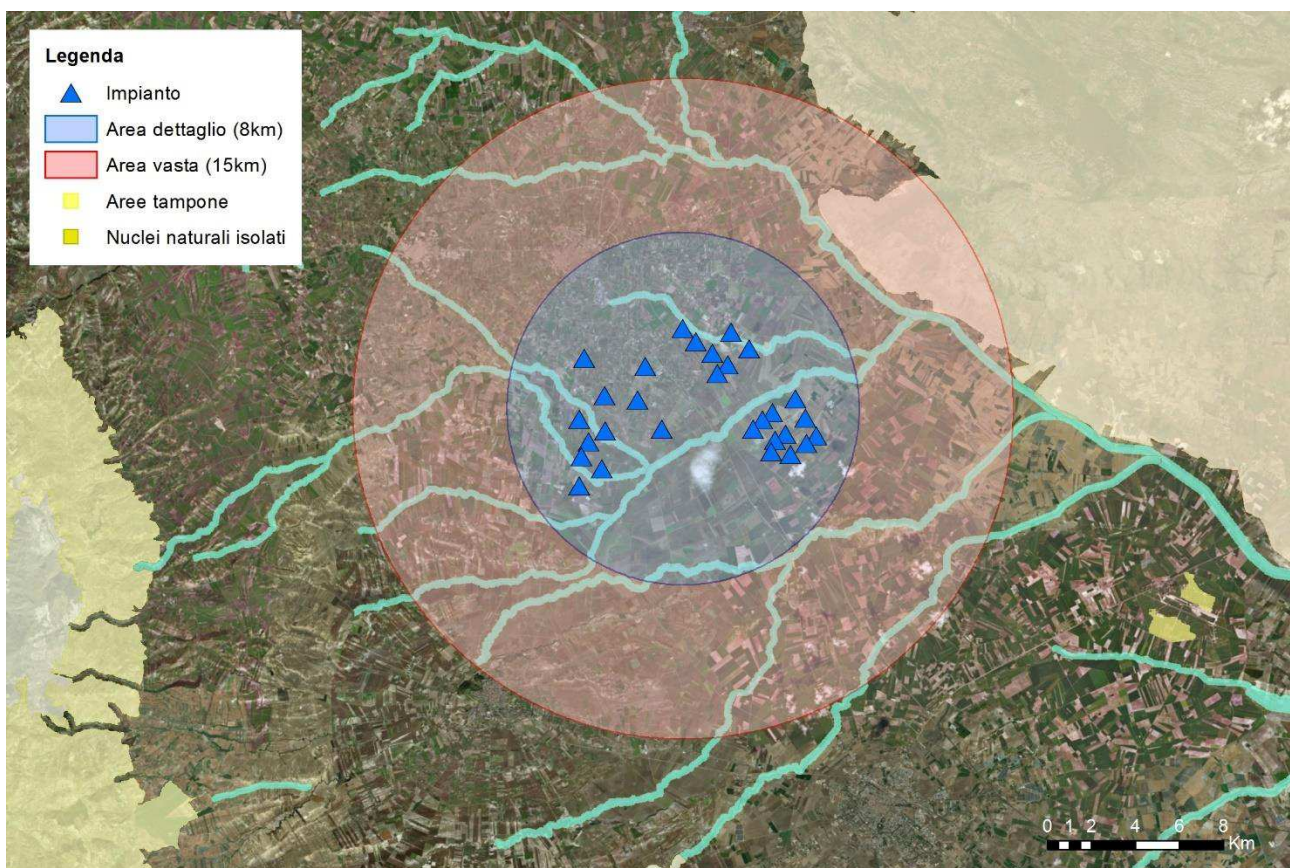 Legenda
Impianto
Area dettaglio (8km)
Area vasta (15km)
Aree tampone
Nuclei naturali isolati
0 1 2 4 6 8
Km